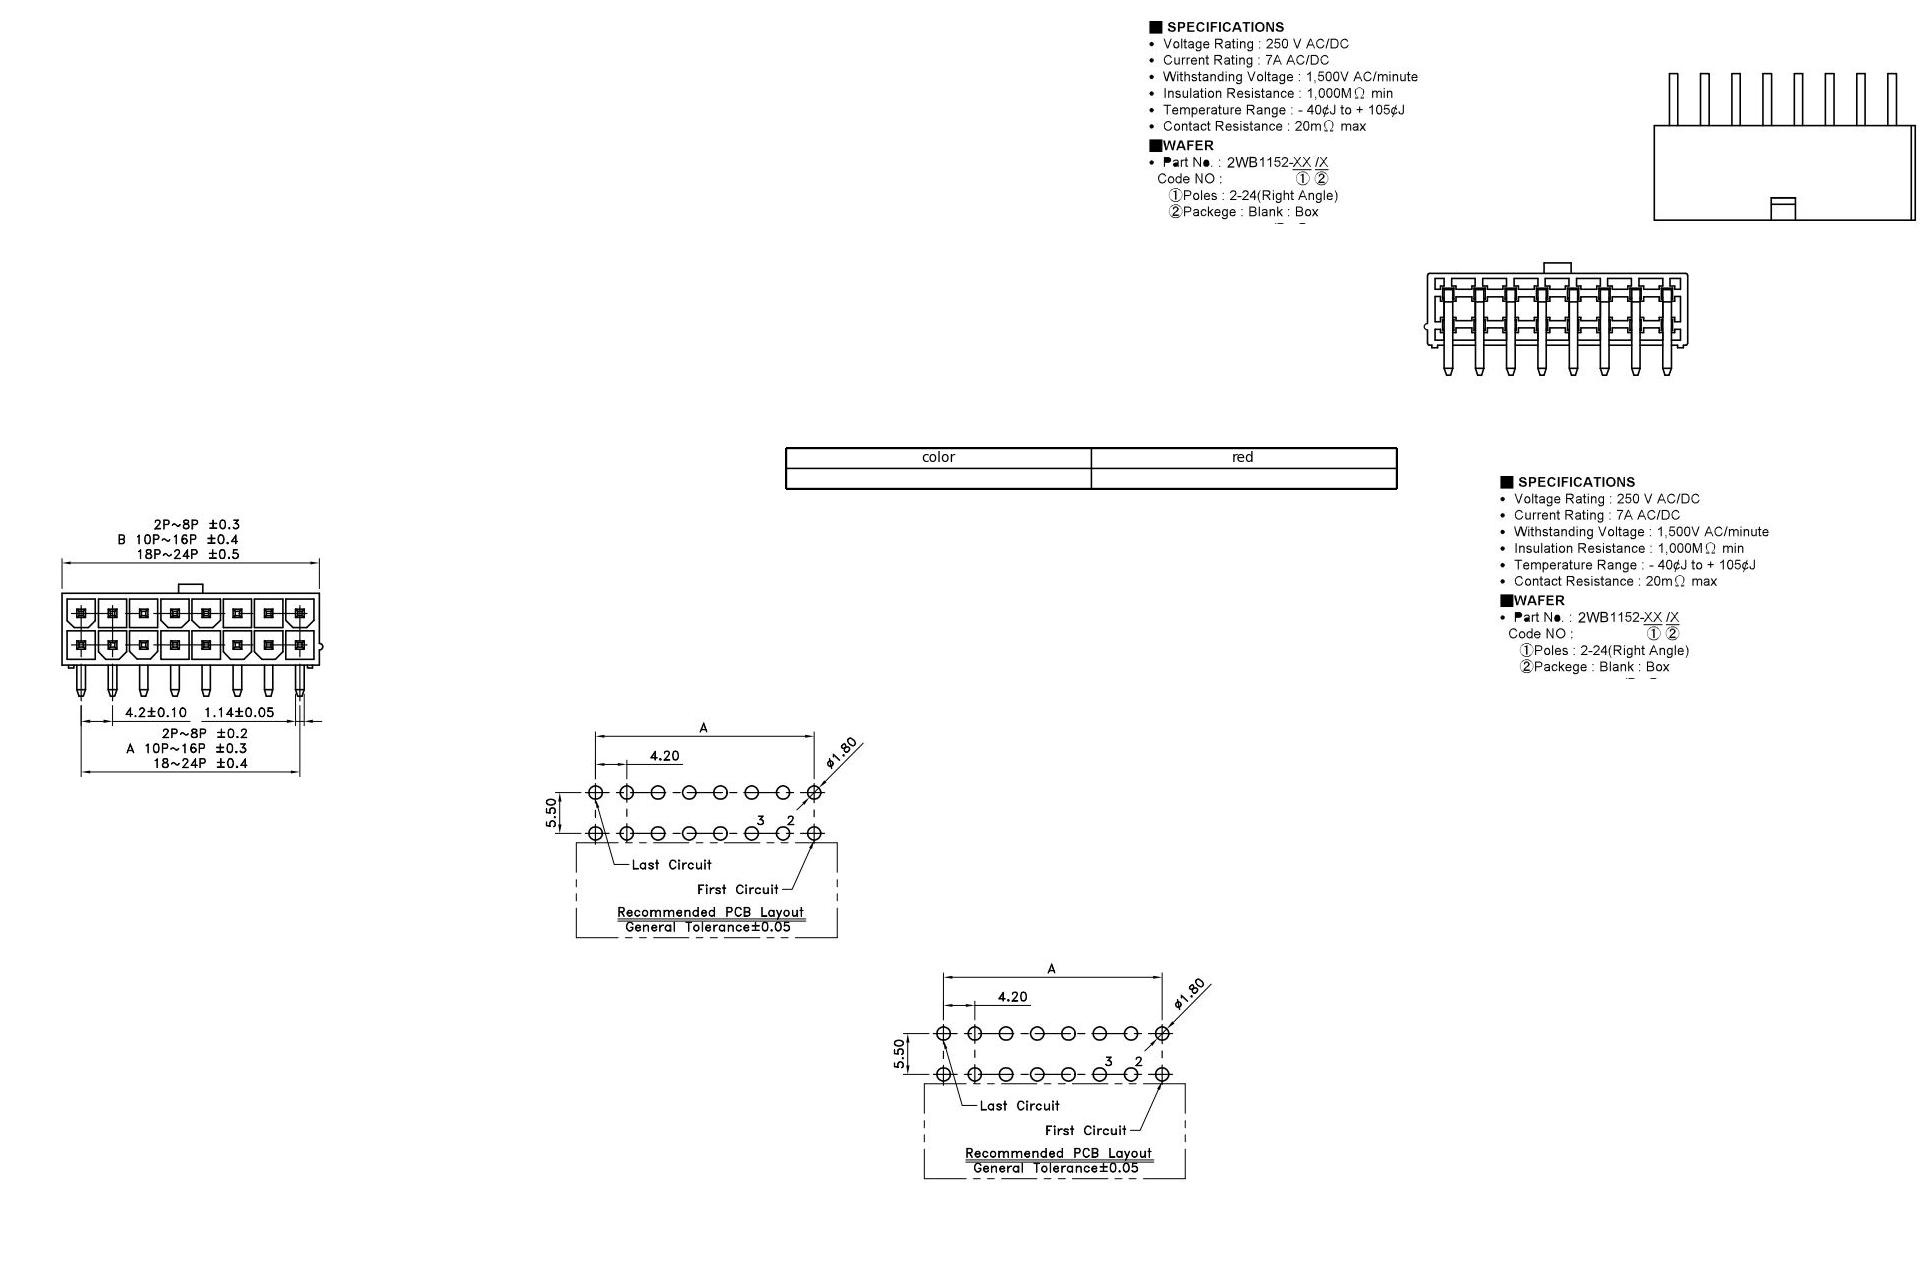 ■ SPECIFICATIONS
• Voltage Rating : 250 V AC/DC
• Current Rating : 7A AC/DC
• Withstanding Voltage : 1,500V AC/minute
• Insulation Resistance : 1,000MΩ min
• Temperature Range : - 40¢J to + 105¢J
• Contact Resistance : 20mΩ max
■WAFER
• Part No. : 2WB1152-XX /X
Code NO : ① ②
①Poles : 2-24(Right Angle)
②Packege : Blank : Box
color red
■ SPECIFICATIONS
• Voltage Rating : 250 V AC/DC
• Current Rating : 7A AC/DC
• Withstanding Voltage : 1,500V AC/minute
• Insulation Resistance : 1,000MΩ min
• Temperature Range : - 40¢J to + 105¢J
• Contact Resistance : 20mΩ max
■WAFER
• Part No. : 2WB1152-XX /X
Code NO : ① ②
①Poles : 2-24(Right Angle)
②Packege : Blank : Box
2P~8P ±0.3
B 10P~16P ±0.4
18P~24P ±0.5
4.2±0.10 1.14±0.05
2P~8P ±0.2
A 10P~16P ±0.3
18~24P ±0.4
A
4.20
ø1.80
5.50
3 2
Last Circuit
First Circuit
Recommended PCB Layout
General Tolerance±0.05
A
4.20
ø1.80
5.50
3 2
Last Circuit
First Circuit
Recommended PCB Layout
General Tolerance±0.05